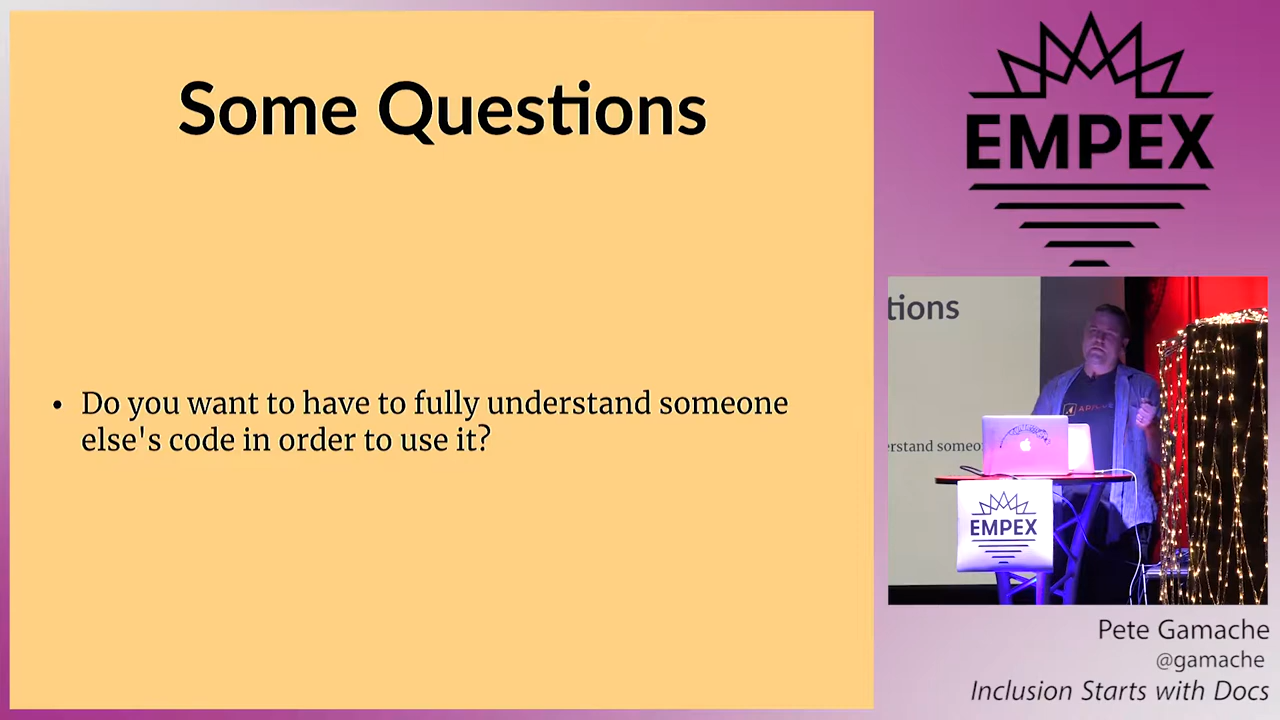 Some Questions
• Do you want to have to fully understand someone
else's code in order to use it?
EMPEX
tions
erstand someo
EMPEX
Pete Gamache
@gamache
Inclusion Starts with Docs